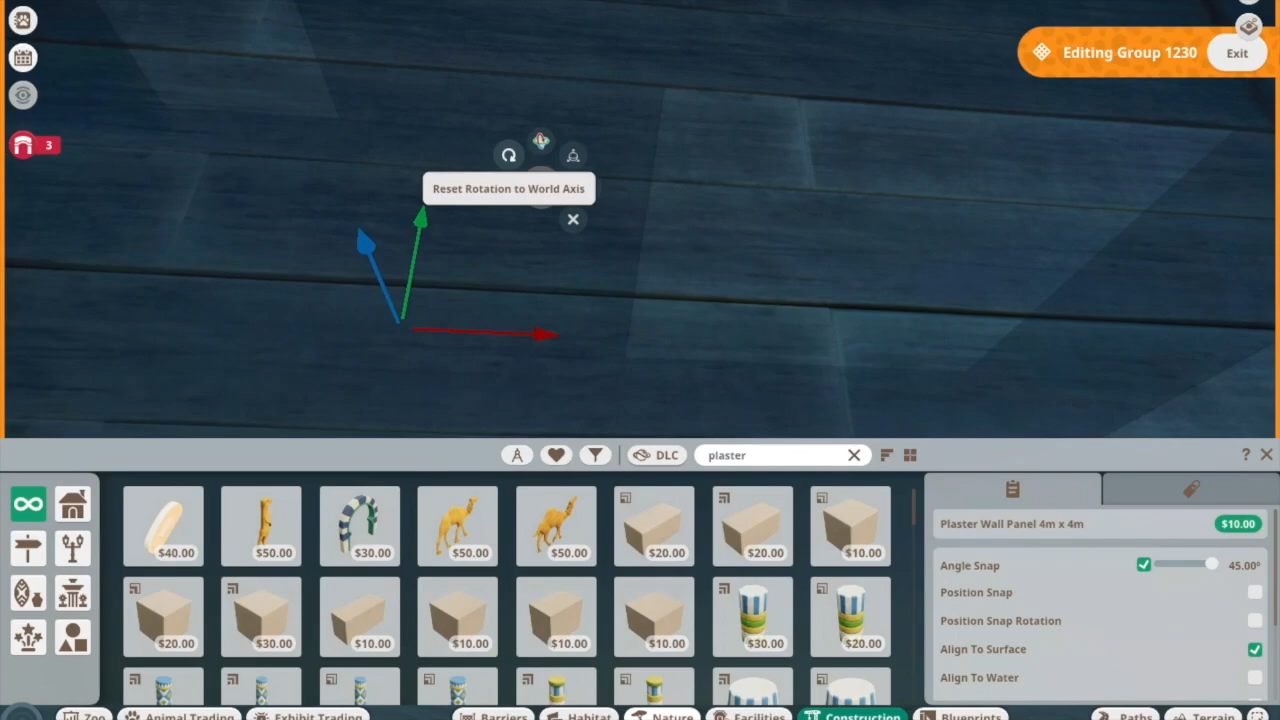 Editing Group 1230
Exit
3
Reset Rotation to World Axis
DLC
plaster
?
$40.00
$50.00
$30.00
$50.00
$50.00
$20.00
$20.00
$10.00
Plaster Wall Panel 4m x 4m
$10.00
Angle Snap
45.00°
Position Snap
Position Snap Rotation
Align To Surface
Align To Water
$20.00
$30.00
$10.00
$10.00
$10.00
$10.00
$30.00
$20.00
Zoo
Animal Trading
Exhibit Trading
Barriers
Habitat
Nature
Facilities
Construction
Blueprints
Paths
Terrain